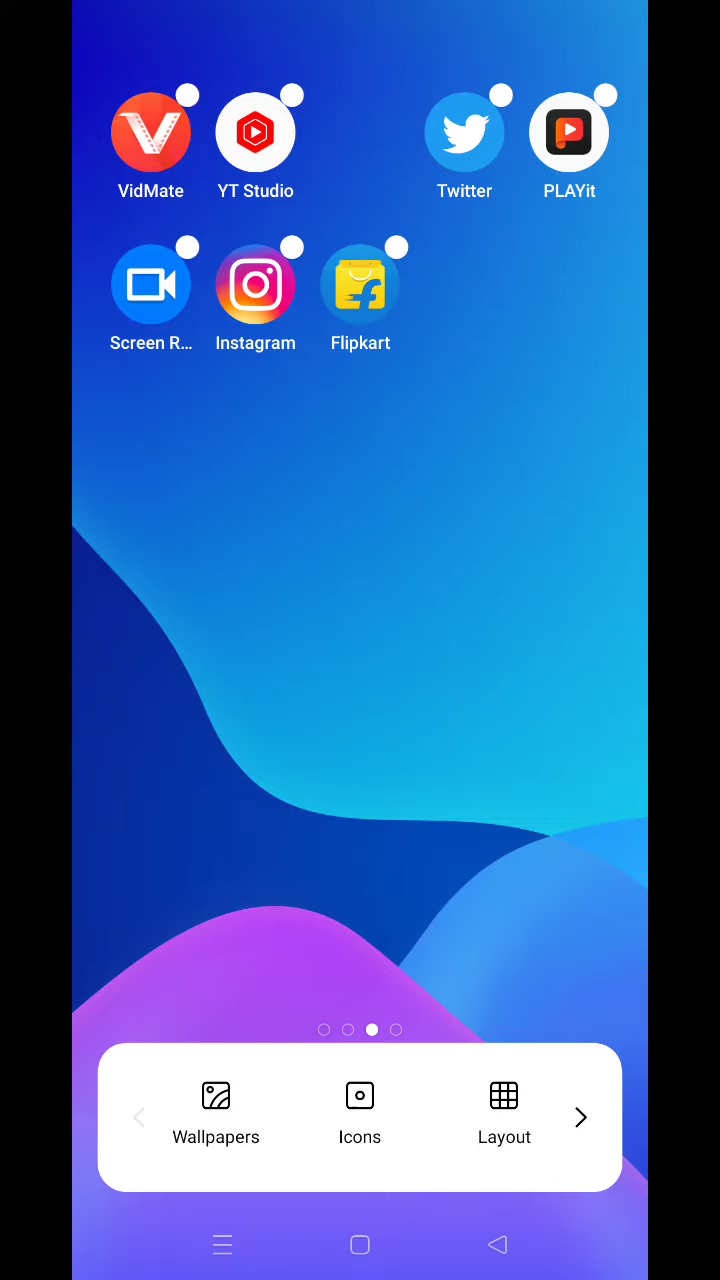 VidMate YT Studio Twitter PLAYit
Screen R... Instagram Flipkart
Wallpapers Icons Layout